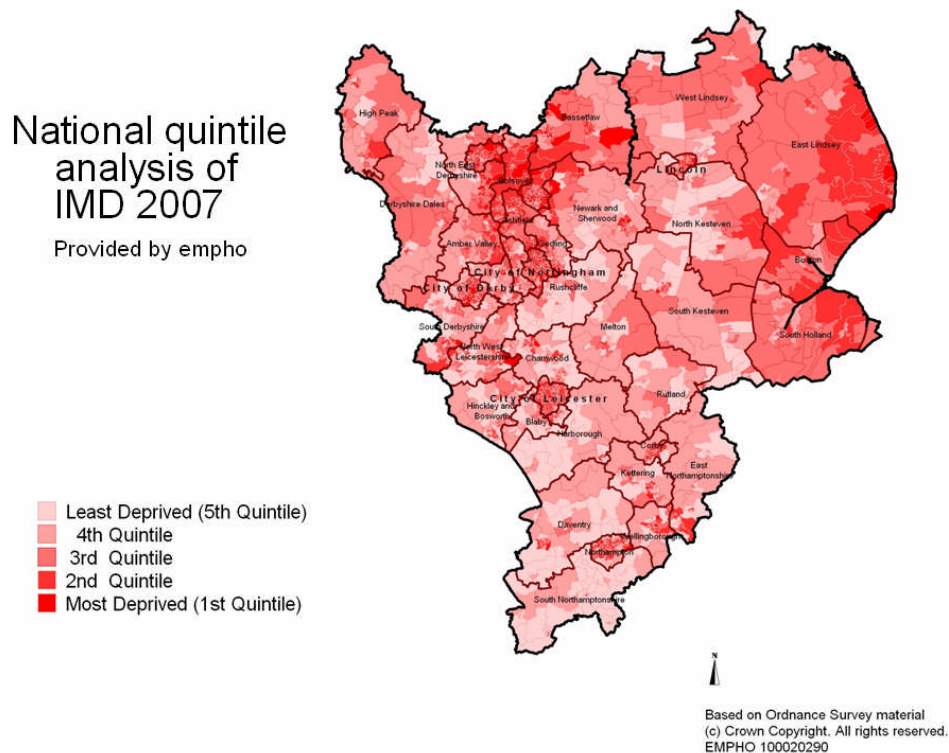 National quintile
analysis of
IMD 2007
Provided by empho
High Peak
Bassetlaw
West Lindsey
East Lindsey
North East
Derbyshire
Bolsover
Lincoln
Derbyshire Dales
Ashfield
Newark and
Sherwood
North Kesteven
Amber Valley
Gedling
Boston
City of Nottingham
City of Derby
Rushcliffe
South Kesteven
South Derbyshire
Melton
South Holland
North West
Leicestershire
Charnwood
City of Leicester
Rutland
Hinckley and
Bosworth
Blaby
Harborough
Corby
Kettering
East
Northamptonshire
Daventry
Wellingborough
Northampton
South Northamptonshire
Least Deprived (5th Quintile)
4th Quintile
3rd Quintile
2nd Quintile
Most Deprived (1st Quintile)
N
Based on Ordnance Survey material
(c) Crown Copyright. All rights reserved.
EMPHO 100020290